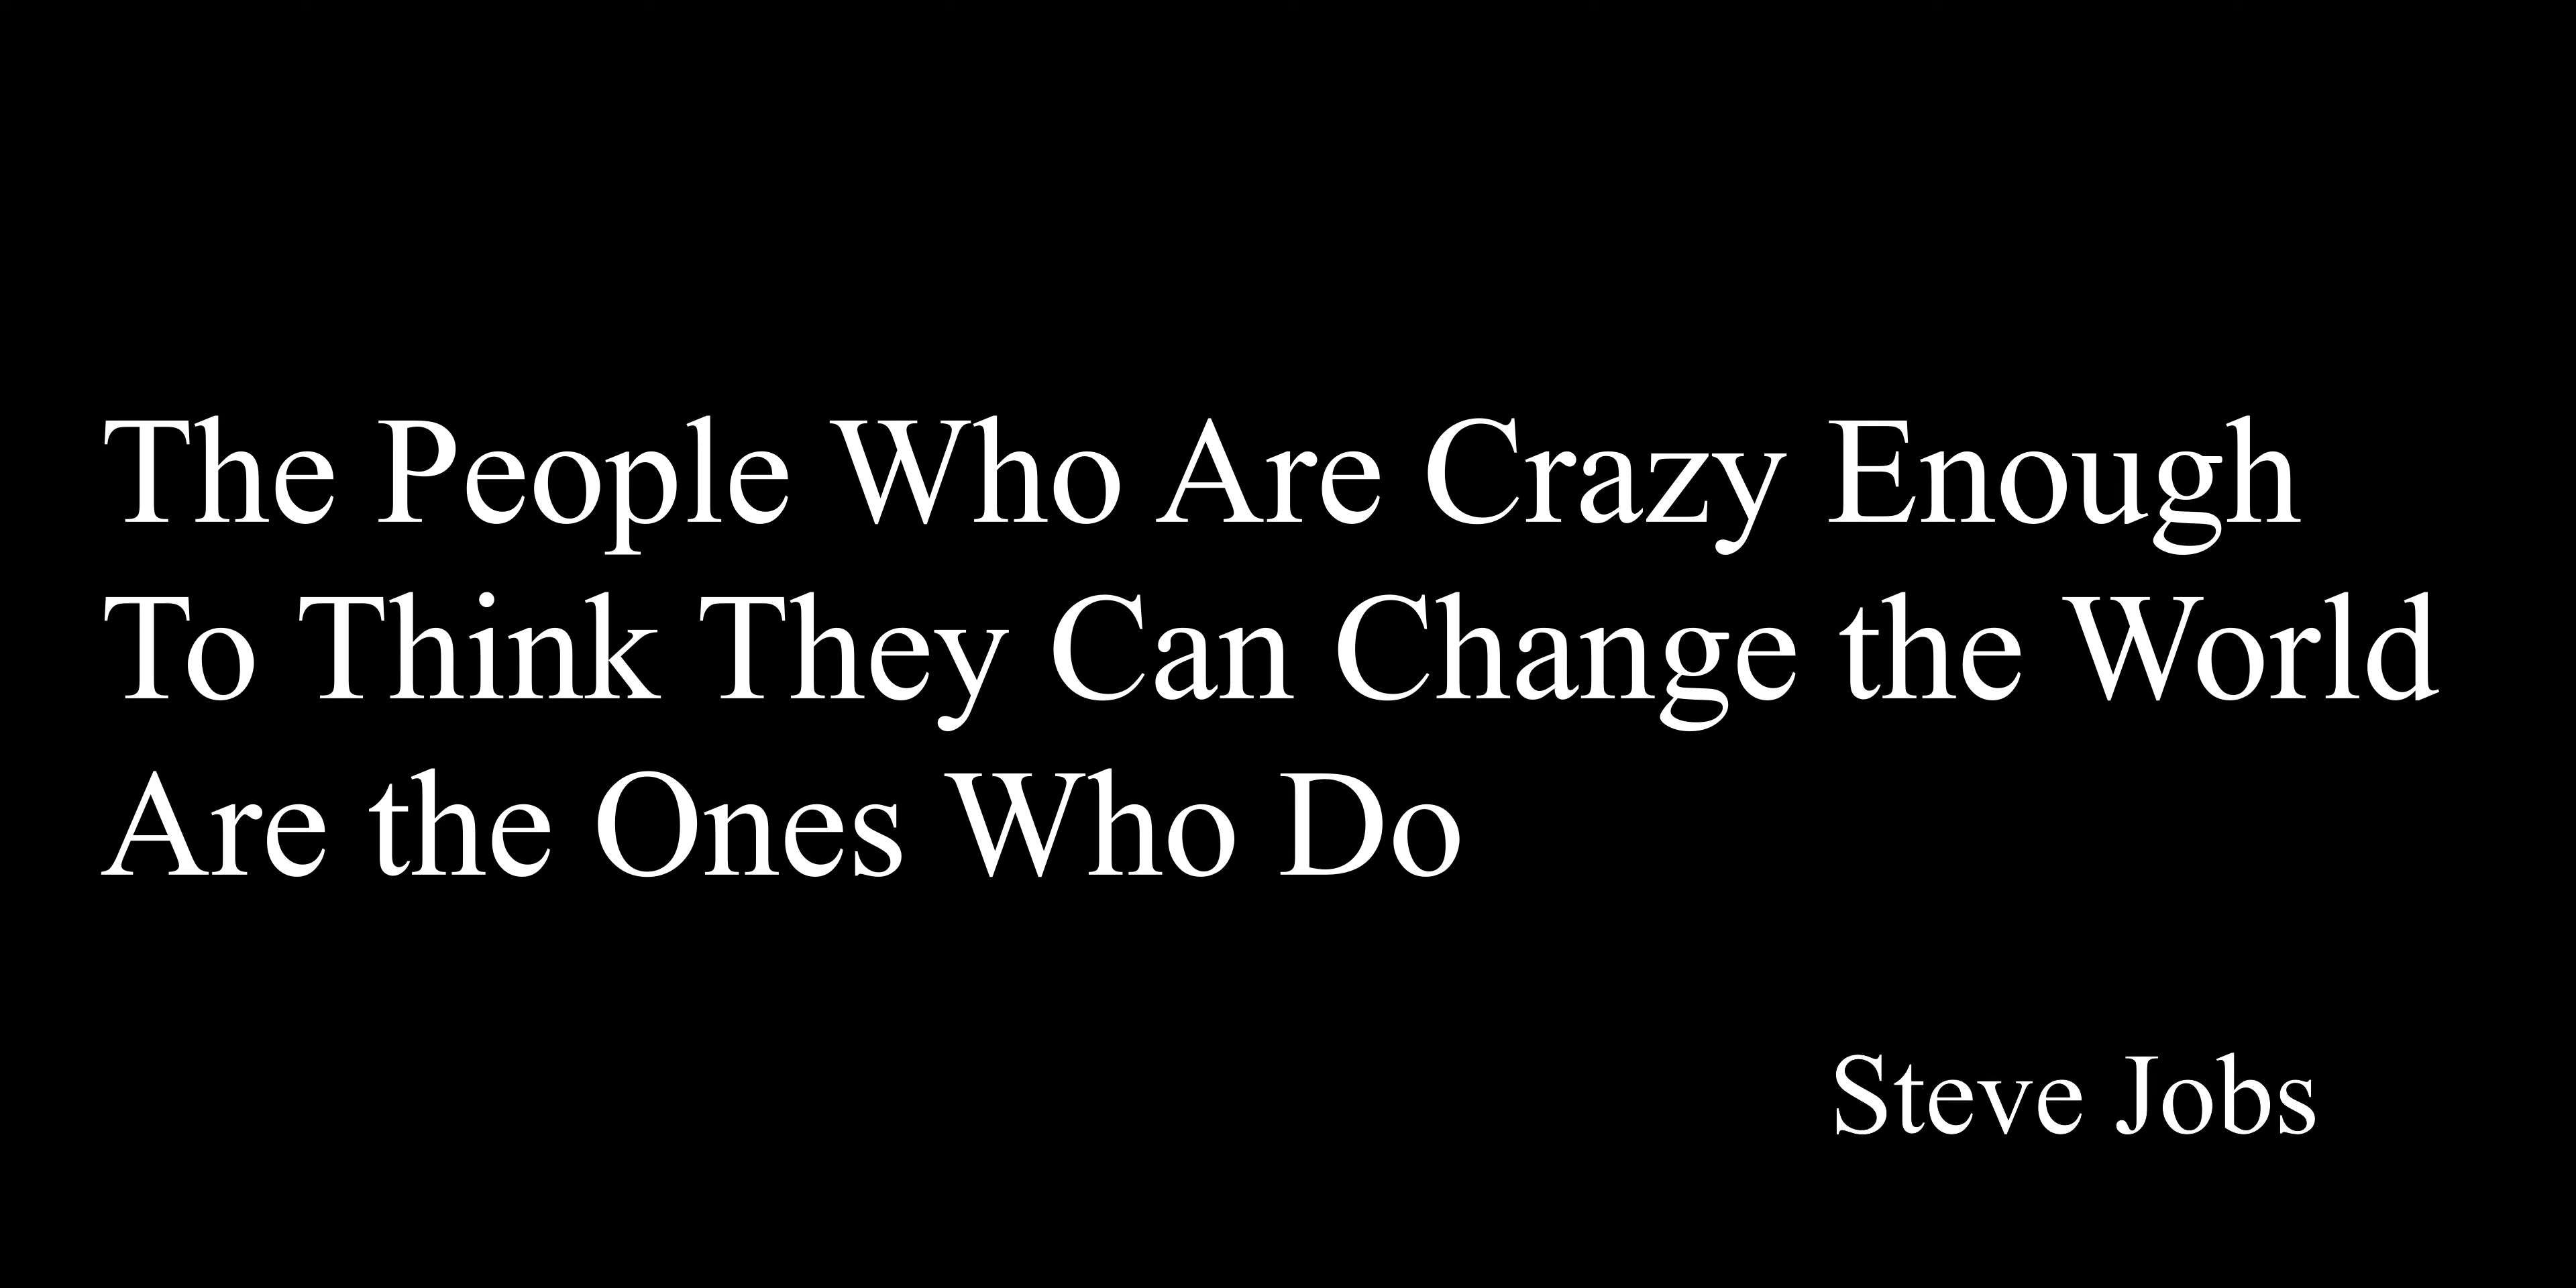 The People Who Are Crazy Enough
To Think They Can Change the World
Are the Ones Who Do
Steve Jobs